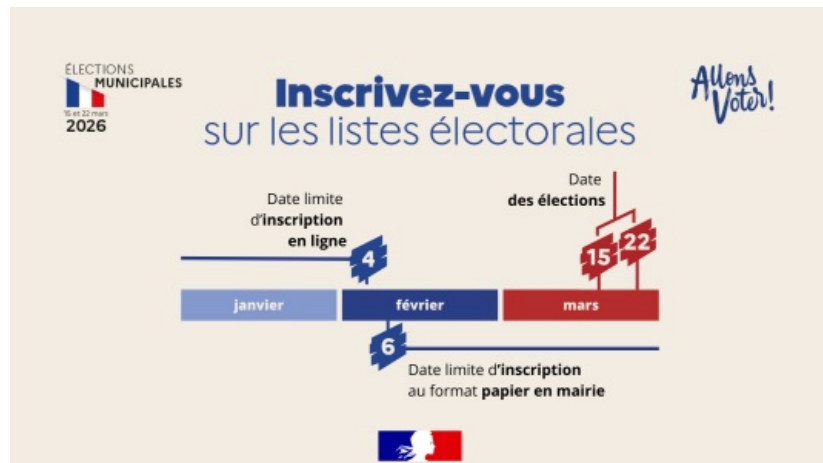 ÉLECTIONS
MUNICIPALES
15 et 22 mars
2026
Inscrivez-vous
sur les listes électorales
Allons
Voter!
Date limite
d'inscription
en ligne
4
Date
des élections
15
22
janvier
février
mars
6
Date limite d'inscription
au format papier en mairie